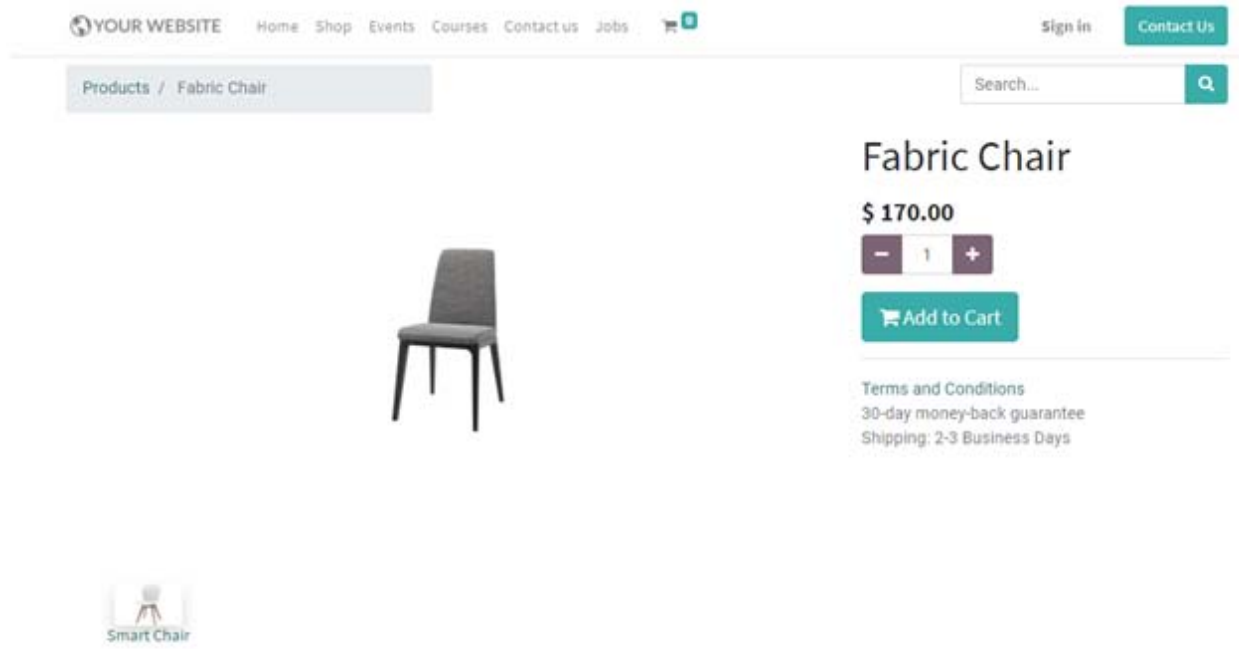 YOUR WEBSITE Home Shop Events Courses Contact us Jobs 0 Sign in Contact Us
Products / Fabric Chair
Search...
Fabric Chair
$ 170.00
− 1 +
Add to Cart
Terms and Conditions
30-day money-back guarantee
Shipping: 2-3 Business Days
Smart Chair